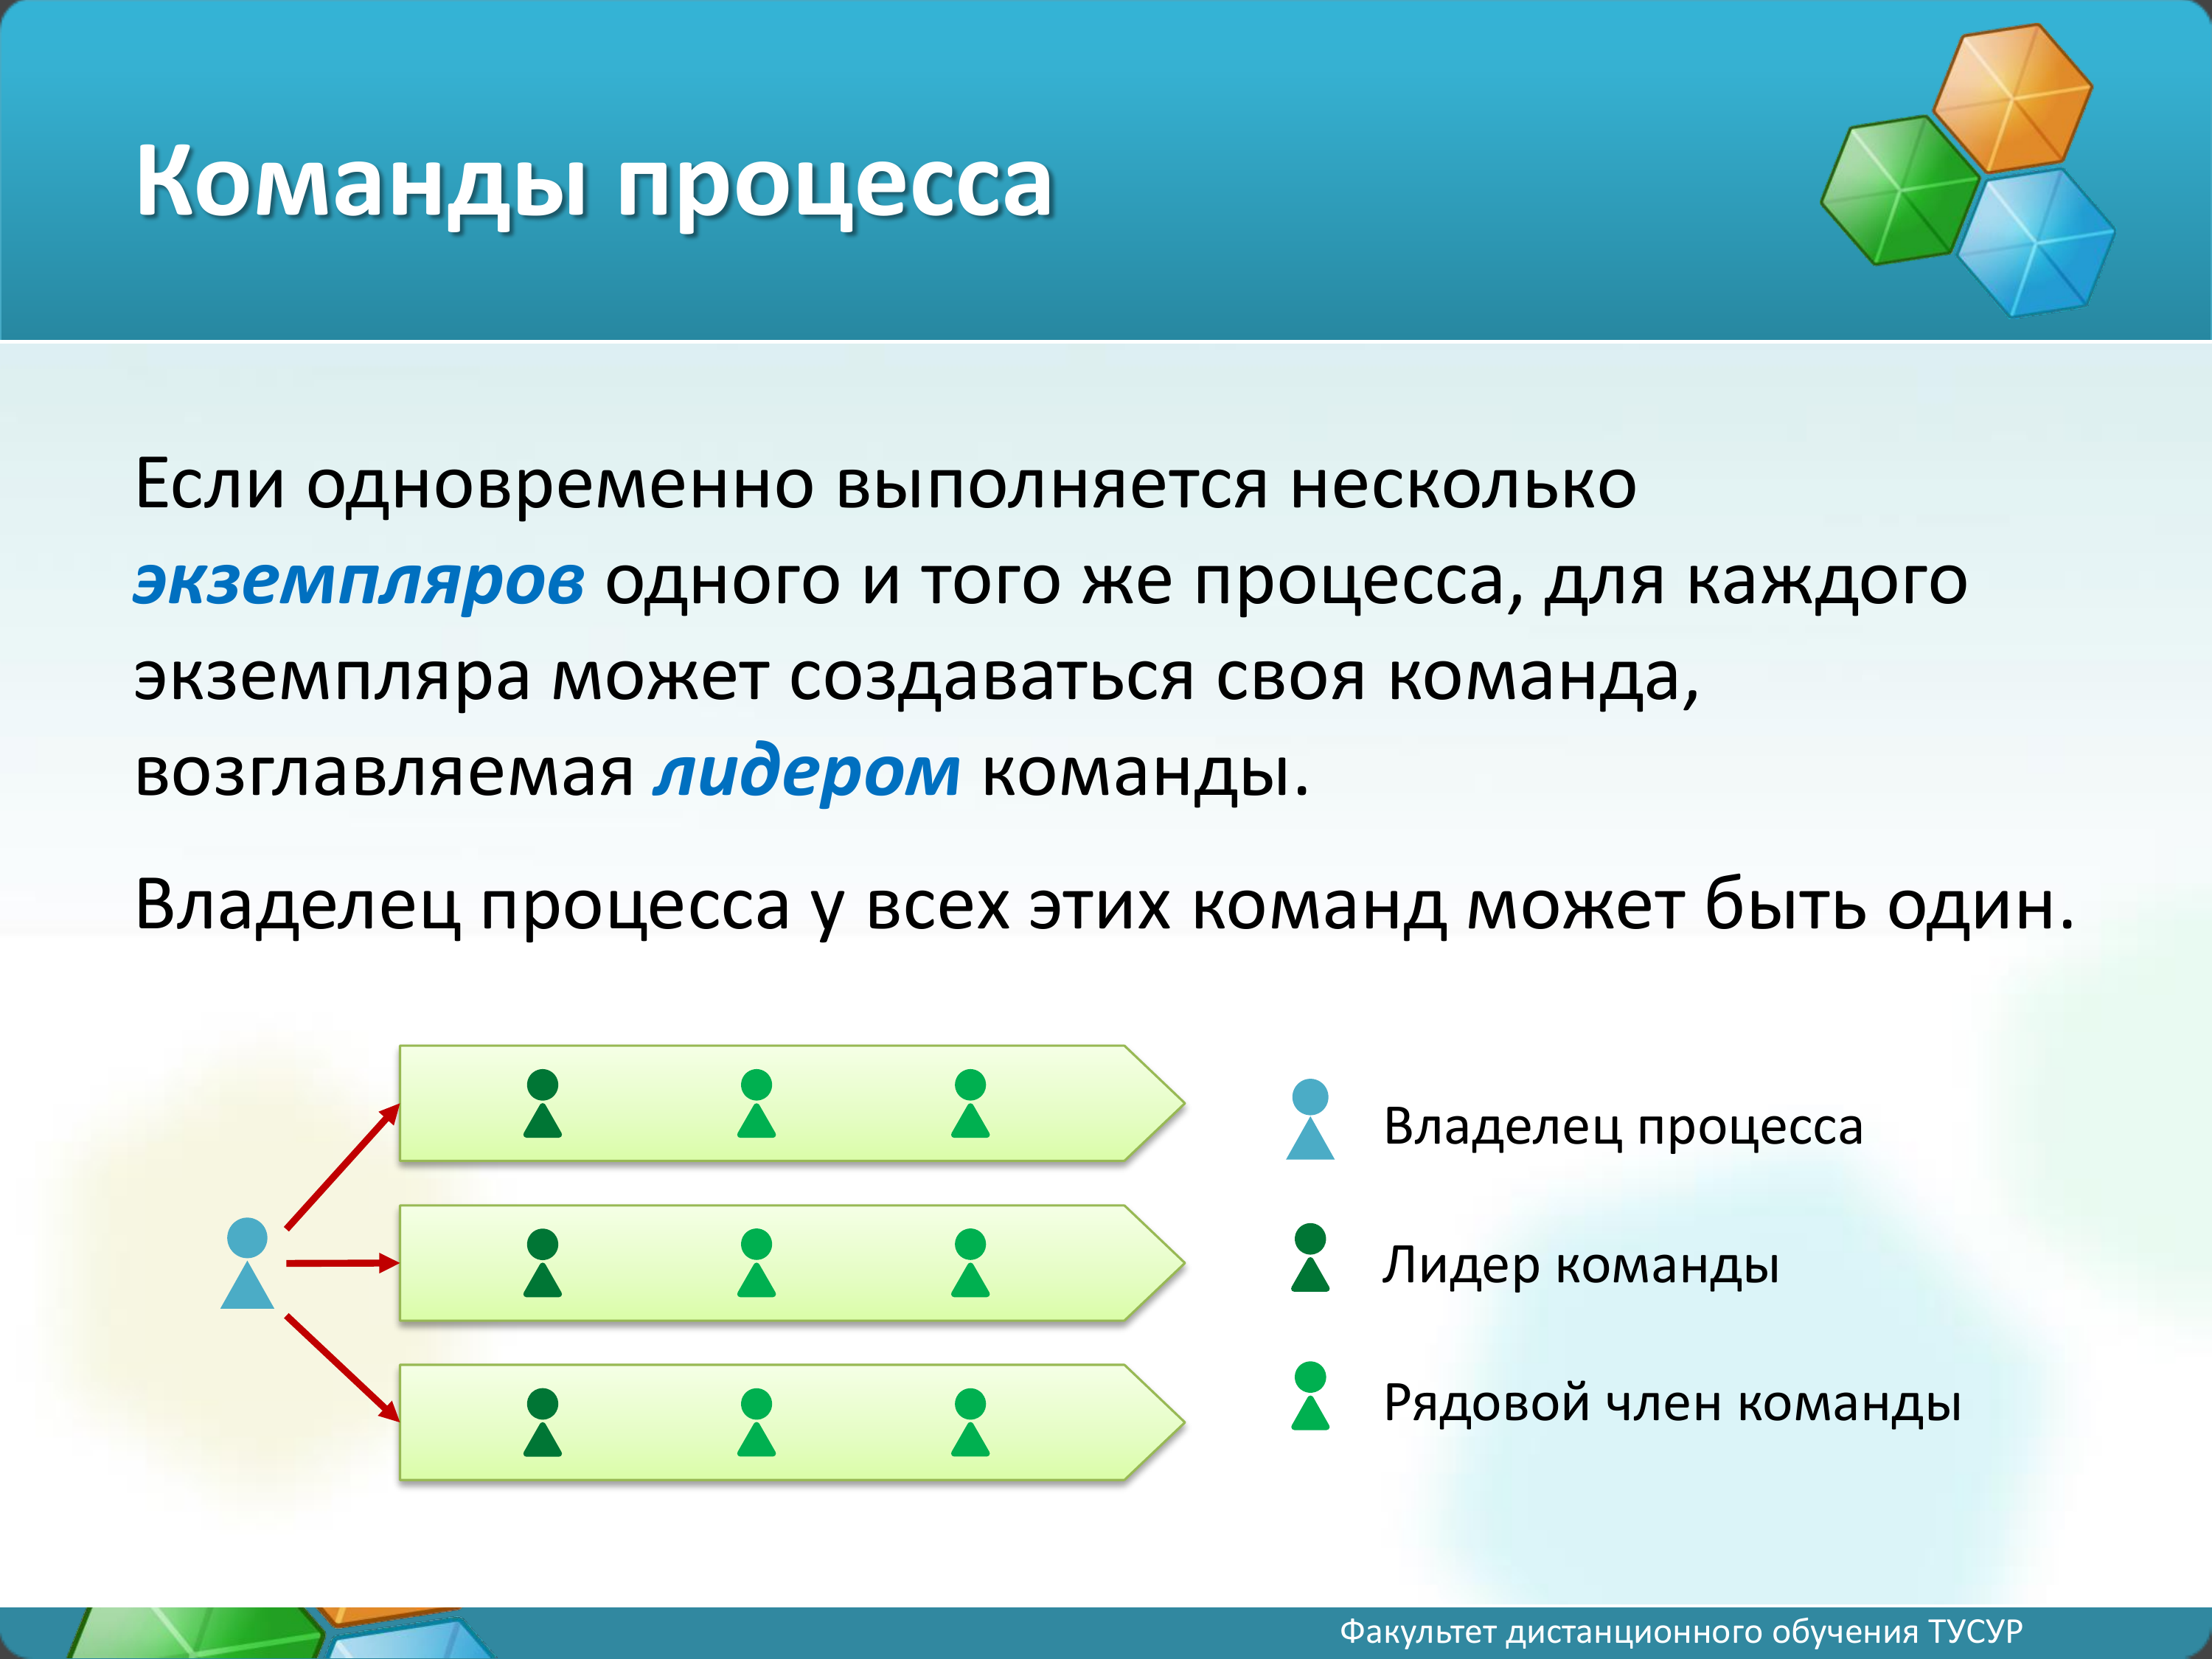 Команды процесса
Если одновременно выполняется несколько
экземпляров одного и того же процесса, для каждого
экземпляра может создаваться своя команда,
возглавляемая лидером команды.
Владелец процесса у всех этих команд может быть один.
Владелец процесса
Лидер команды
Рядовой член команды
Факультет дистанционного обучения ТУСУР